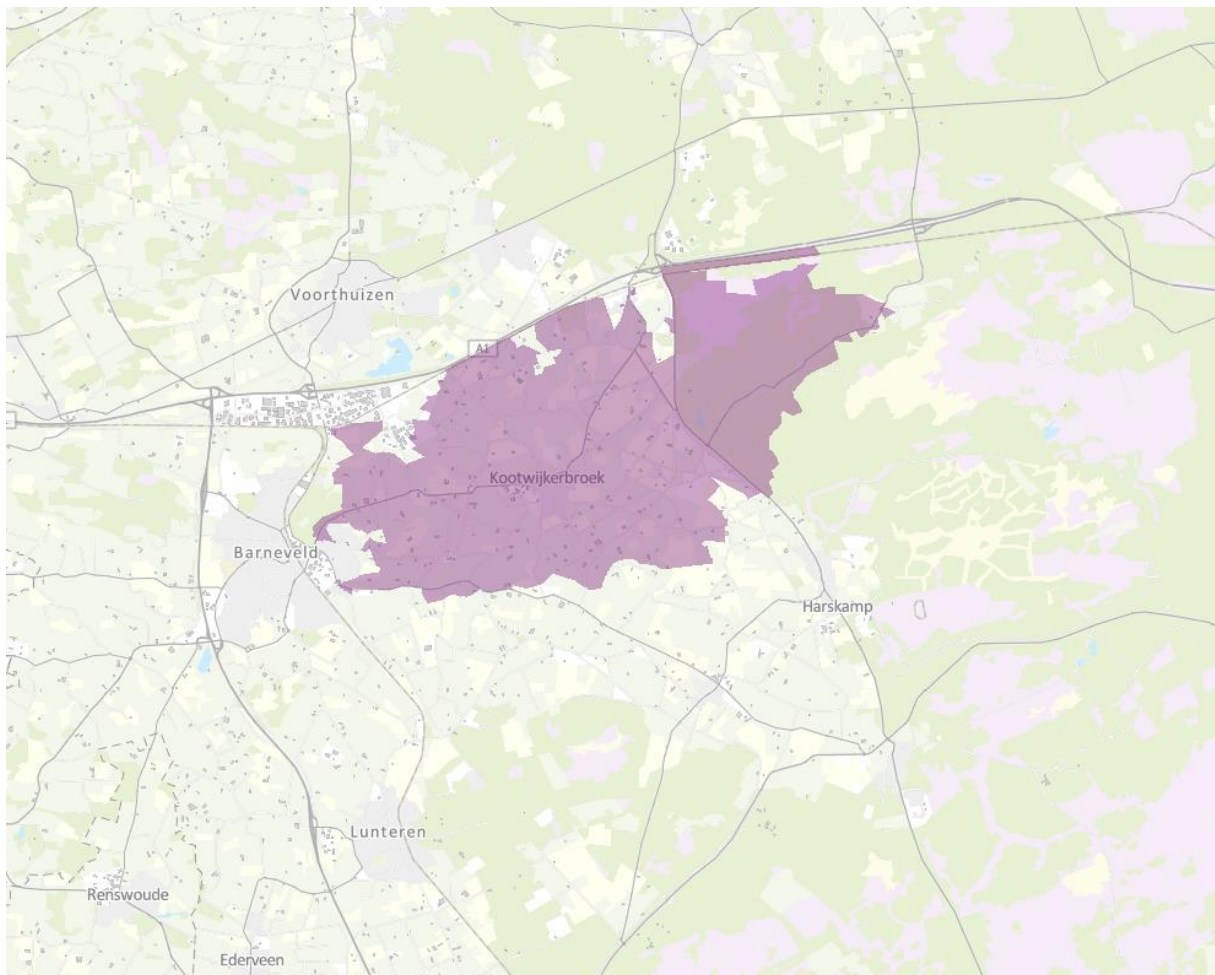 Voorthuizen
A1
Kootwijkerbroek
Barneveld
Harskamp
Lunteren
Renswoude
Ederveen